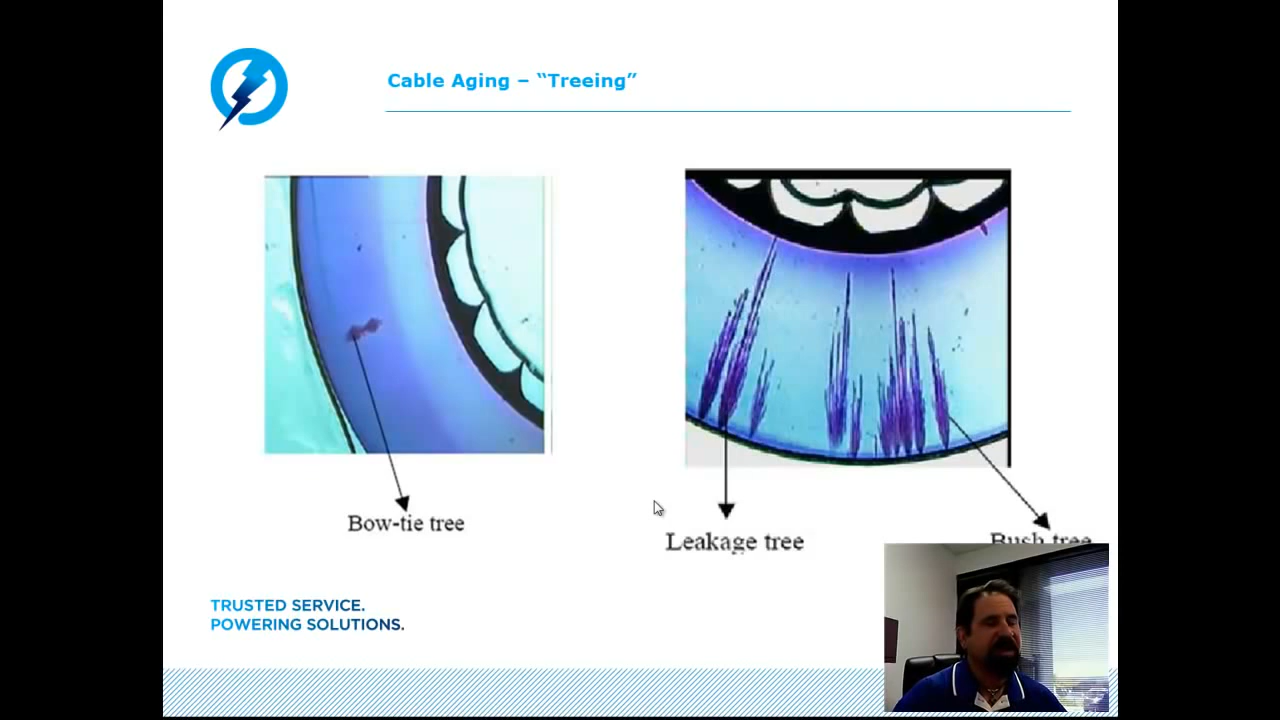 Cable Aging – “Treeing”
Bow-tie tree
Leakage tree
Bush tree
TRUSTED SERVICE.
POWERING SOLUTIONS.